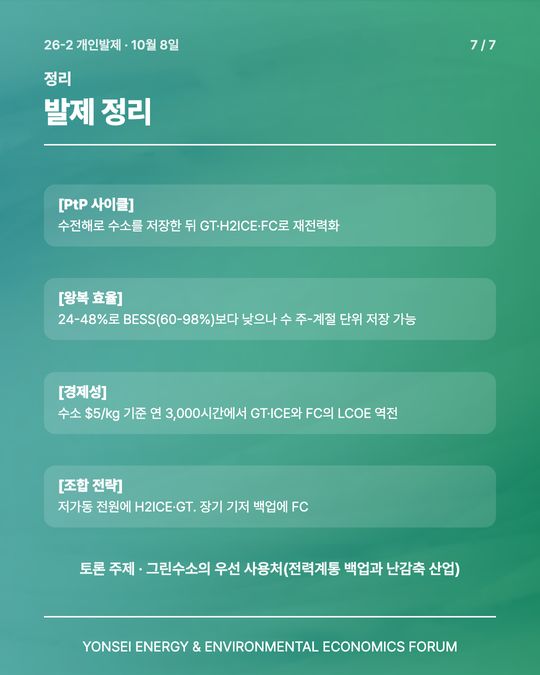 26-2 개인발제 · 10월 8일
7 / 7
정리
발제 정리
[PtP 사이클]
수전해로 수소를 저장한 뒤 GT·H2ICE·FC로 재전력화
[왕복 효율]
24-48%로 BESS(60-98%)보다 낮으나 수 주-계절 단위 저장 가능
[경제성]
수소 $5/kg 기준 연 3,000시간에서 GT·ICE와 FC의 LCOE 역전
[조합 전략]
저가동 전원에 H2ICE·GT. 장기 기저 백업에 FC
토론 주제 · 그린수소의 우선 사용처(전력계통 백업과 난감축 산업)
YONSEI ENERGY & ENVIRONMENTAL ECONOMICS FORUM